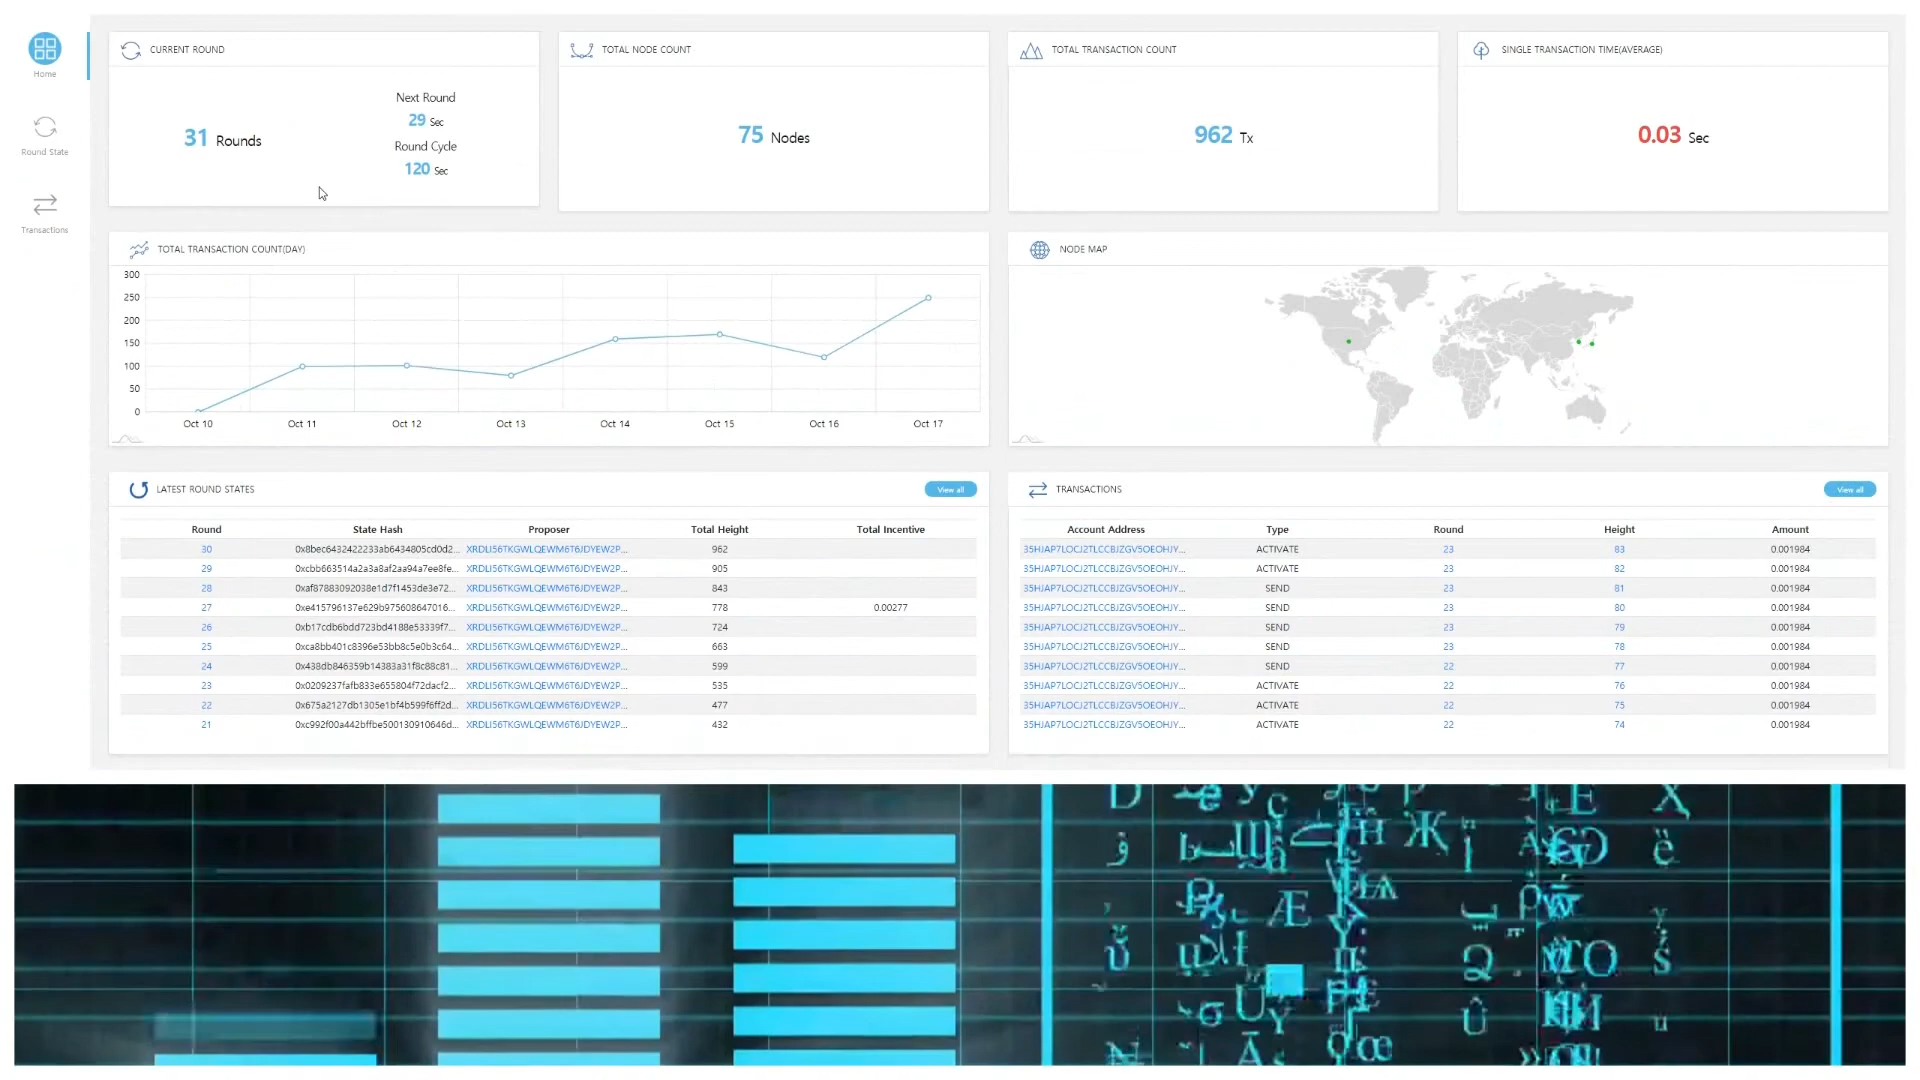 Home
Round State
Transactions
CURRENT ROUND
31 Rounds
Next Round
29 Sec
Round Cycle
120 Sec
TOTAL NODE COUNT
75 Nodes
TOTAL TRANSACTION COUNT
962 Tx
SINGLE TRANSACTION TIME(AVERAGE)
0.03 Sec
TOTAL TRANSACTION COUNT(DAY)
300
250
200
150
100
50
0
Oct 10 Oct 11 Oct 12 Oct 13 Oct 14 Oct 15 Oct 16 Oct 17
NODE MAP
LATEST ROUND STATES View all
Round State Hash Proposer Total Height Total Incentive
30 0x8bec6432422233ab6434805cd0d2... XRDLI56TKGWLQEWM6T6JDYEW2P... 962
29 0xcbb663514a2a3a8af2aa94a7ee8fe... XRDLI56TKGWLQEWM6T6JDYEW2P... 905
28 0xaf87883092038e1d7f1453de3e72... XRDLI56TKGWLQEWM6T6JDYEW2P... 843
27 0xe415796137e629b975608647016... XRDLI56TKGWLQEWM6T6JDYEW2P... 778 0.00277
26 0xb17cdb6bdd723bd4188e53339f7... XRDLI56TKGWLQEWM6T6JDYEW2P... 724
25 0xca8bb401c8396e53bb8c5e0b3c64... XRDLI56TKGWLQEWM6T6JDYEW2P... 663
24 0x438db846359b14383a31f8c88c81... XRDLI56TKGWLQEWM6T6JDYEW2P... 599
23 0x0209237fafb833e655804f72dacf2... XRDLI56TKGWLQEWM6T6JDYEW2P... 535
22 0x675a2127db1305e1bf4b599f6ff2d... XRDLI56TKGWLQEWM6T6JDYEW2P... 477
21 0xc992f00a442bffbe500130910646d... XRDLI56TKGWLQEWM6T6JDYEW2P... 432
TRANSACTIONS View all
Account Address Type Round Height Amount
35HJAP7LOCJ2TLCCBJZGV5OEOHJY... ACTIVATE 23 83 0.001984
35HJAP7LOCJ2TLCCBJZGV5OEOHJY... ACTIVATE 23 82 0.001984
35HJAP7LOCJ2TLCCBJZGV5OEOHJY... SEND 23 81 0.001984
35HJAP7LOCJ2TLCCBJZGV5OEOHJY... SEND 23 80 0.001984
35HJAP7LOCJ2TLCCBJZGV5OEOHJY... SEND 23 79 0.001984
35HJAP7LOCJ2TLCCBJZGV5OEOHJY... SEND 23 78 0.001984
35HJAP7LOCJ2TLCCBJZGV5OEOHJY... SEND 22 77 0.001984
35HJAP7LOCJ2TLCCBJZGV5OEOHJY... ACTIVATE 22 76 0.001984
35HJAP7LOCJ2TLCCBJZGV5OEOHJY... ACTIVATE 22 75 0.001984
35HJAP7LOCJ2TLCCBJZGV5OEOHJY... ACTIVATE 22 74 0.001984